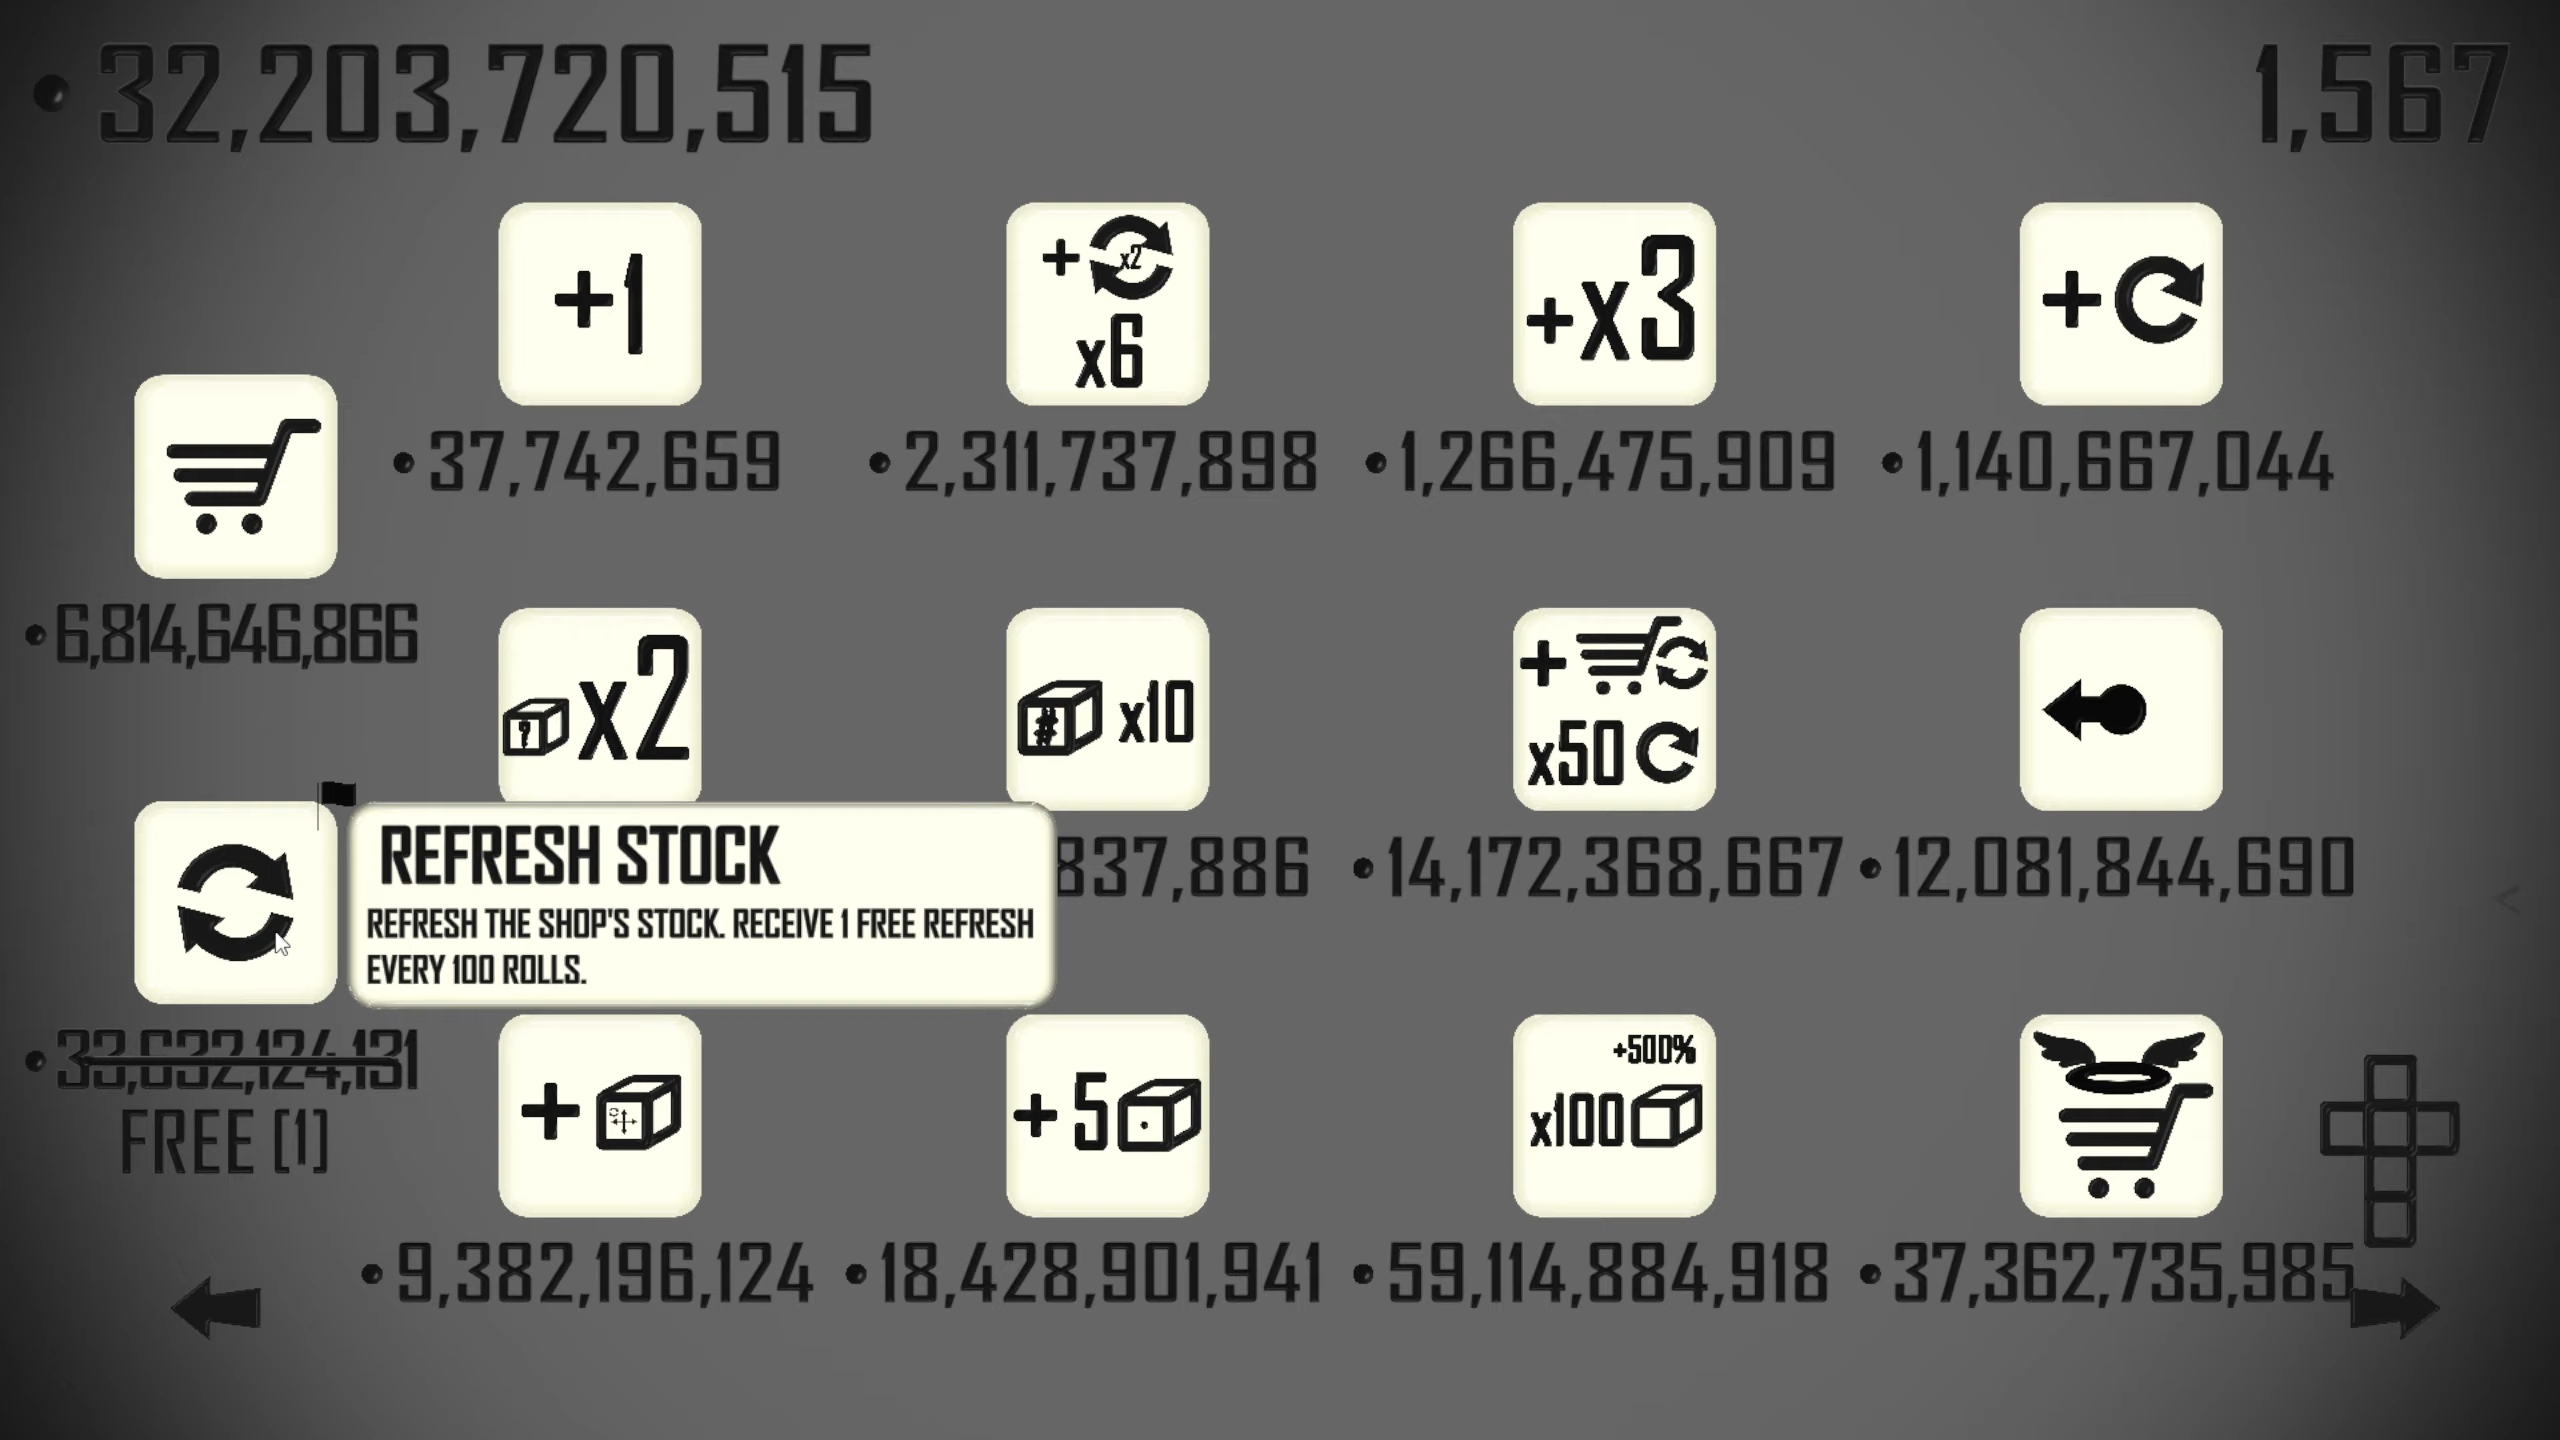 32,203,720,515
1,567
+1
+ x2
x6
+x3
+
37,742,659
2,311,737,898
1,266,475,909
1,140,667,044
6,814,646,866
? x2
# x10
+
x50
837,886
14,172,368,667
12,081,844,690
REFRESH STOCK
REFRESH THE SHOP'S STOCK. RECEIVE 1 FREE REFRESH
EVERY 100 ROLLS.
<
33,632,124,131
FREE (1)
+
+5
+500%
x100
9,382,196,124
18,428,901,941
59,114,884,918
37,362,735,985